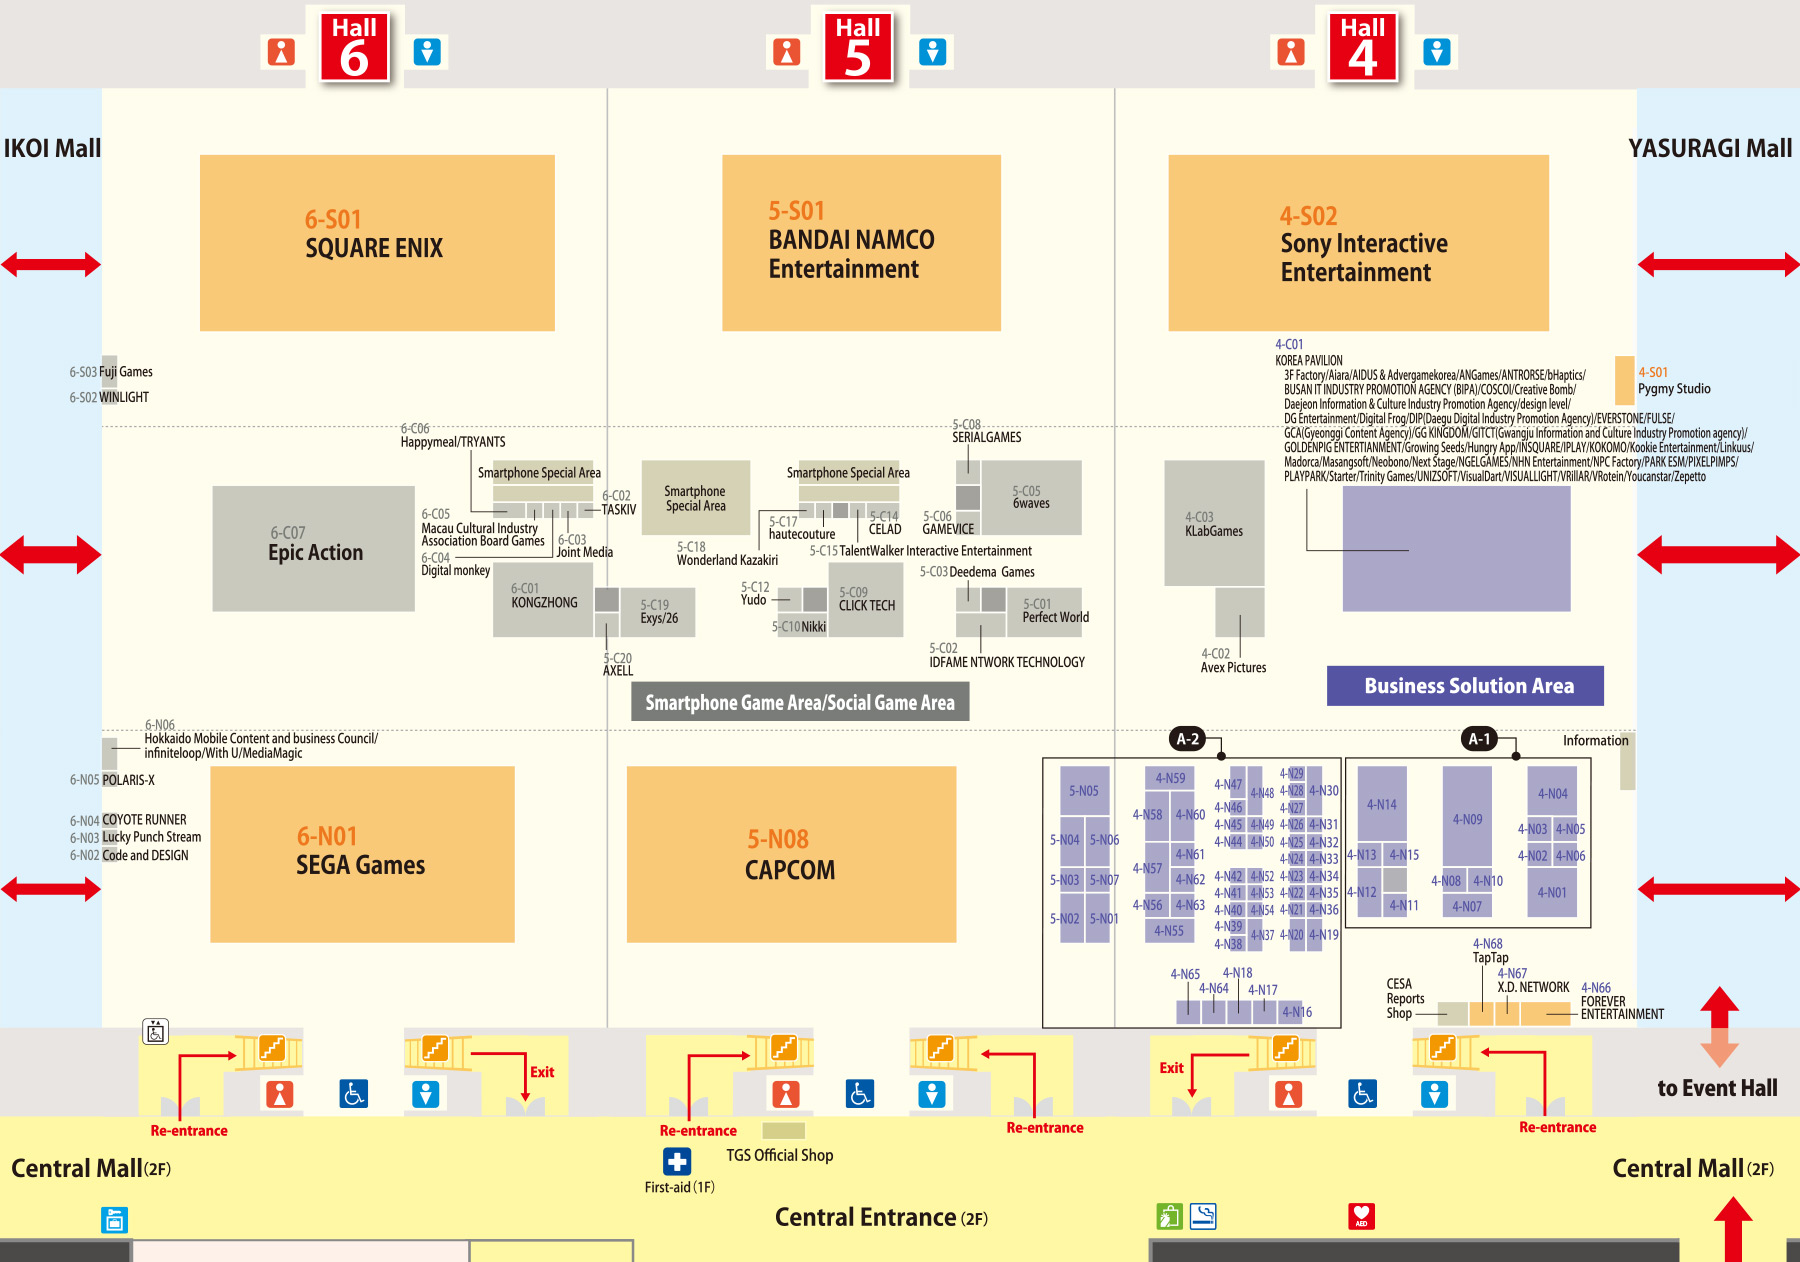 Hall
6
Hall
5
Hall
4
IKOI Mall
YASURAGI Mall
6-S01
SQUARE ENIX
5-S01
BANDAI NAMCO
Entertainment
4-S02
Sony Interactive
Entertainment
6-S03 Fuji Games
6-S02 WINLIGHT
4-C01
KOREA PAVILION
3F Factory/Aiara/AIDUS & Advergamekorea/ANGames/ANTRORSE/bHaptics/
BUSAN IT INDUSTRY PROMOTION AGENCY (BIPA)/COSCOI/Creative Bomb/
Daejeon Information & Culture Industry Promotion Agency/design level/
DG Entertainment/Digital Frog/DIP(Daegu Digital Industry Promotion Agency)/EVERSTONE/FULSE/
GCA(Gyeonggi Content Agency)/GG KINGDOM/GITCT(Gwangju Information and Culture Industry Promotion agency)/
GOLDENPIG ENTERTIANMENT/Growing Seeds/Hungry App/INSQUARE/IPLAY/KOKOMO/Kookie Entertainment/Linkuus/
Madorca/Masangsoft/Neobono/Next Stage/NGELGAMES/NHN Entertainment/NPC Factory/PARK ESM/PIXELPIMPS/
PLAYPARK/Starter/Trinity Games/UNIZSOFT/VisualDart/VISUALLIGHT/VRillAR/VRotein/Youcanstar/Zepetto
4-S01
Pygmy Studio
6-C06
Happymeal/TRYANTS
Smartphone Special Area
6-C02
TASKIV
6-C05
Macau Cultural Industry
Association Board Games
6-C03
Joint Media
6-C04
Digital monkey
6-C07
Epic Action
6-C01
KONGZHONG
Smartphone
Special Area
Smartphone Special Area
5-C17
hautecouture
5-C14
CELAD
5-C18
Wonderland Kazakiri
5-C15 TalentWalker Interactive Entertainment
5-C08
SERIALGAMES
5-C05
6waves
5-C06
GAMEVICE
5-C03 Deedema Games
5-C12
Yudo
5-C09
CLICK TECH
5-C10 Nikki
5-C19
Exys/26
5-C20
AXELL
5-C01
Perfect World
5-C02
IDFAME NTWORK TECHNOLOGY
4-C03
KLabGames
4-C02
Avex Pictures
Smartphone Game Area/Social Game Area
Business Solution Area
6-N06
Hokkaido Mobile Content and business Council/
infiniteloop/With U/MediaMagic
6-N05 POLARIS-X
6-N04 COYOTE RUNNER
6-N03 Lucky Punch Stream
6-N02 Code and DESIGN
6-N01
SEGA Games
5-N08
CAPCOM
A-2
A-1
Information
5-N05
5-N04 5-N06
5-N03 5-N07
5-N02 5-N01
4-N59
4-N58 4-N60
4-N61
4-N57
4-N62
4-N56 4-N63
4-N55
4-N47 4-N48
4-N46
4-N45 4-N49
4-N44 4-N50
4-N42 4-N52
4-N41 4-N53
4-N40 4-N54
4-N39
4-N37
4-N38
4-N29
4-N28 4-N30
4-N27
4-N26 4-N31
4-N25 4-N32
4-N24 4-N33
4-N23 4-N34
4-N22 4-N35
4-N21 4-N36
4-N20 4-N19
4-N65
4-N64
4-N18
4-N17
4-N16
4-N14
4-N13 4-N15
4-N12
4-N11
4-N09
4-N08 4-N10
4-N07
4-N04
4-N03 4-N05
4-N02 4-N06
4-N01
4-N68
TapTap
4-N67
X.D. NETWORK
4-N66
FOREVER
ENTERTAINMENT
CESA
Reports
Shop
Exit
Exit
Re-entrance
Re-entrance
Re-entrance
Re-entrance
to Event Hall
TGS Official Shop
First-aid (1F)
Central Mall (2F)
Central Mall (2F)
Central Entrance (2F)
AED